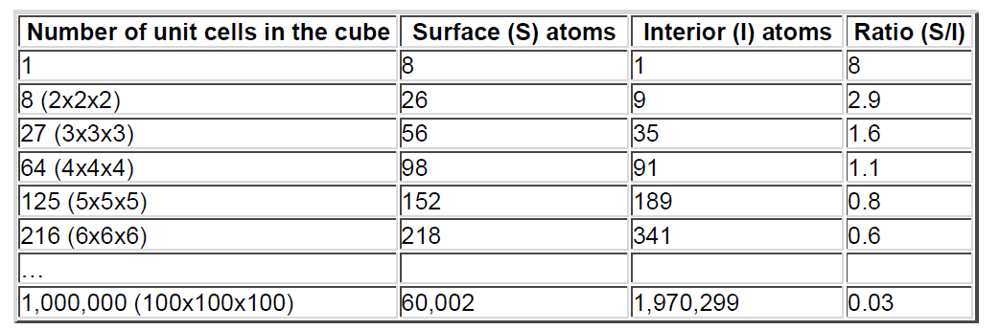 Number of unit cells in the cube Surface (S) atoms Interior (I) atoms Ratio (S/I)
1 8 1 8
8 (2x2x2) 26 9 2.9
27 (3x3x3) 56 35 1.6
64 (4x4x4) 98 91 1.1
125 (5x5x5) 152 189 0.8
216 (6x6x6) 218 341 0.6
...
1,000,000 (100x100x100) 60,002 1,970,299 0.03